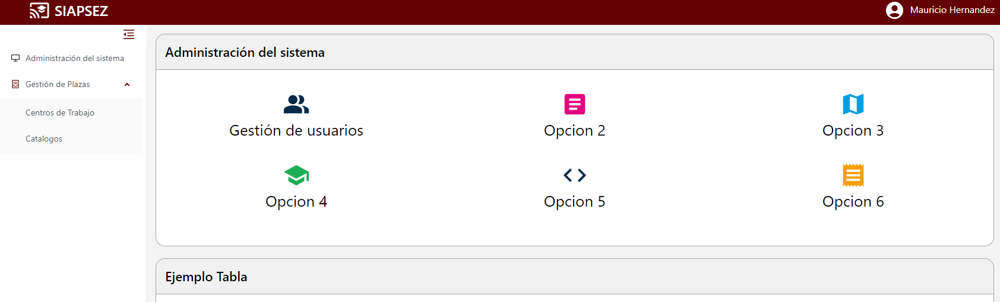 SIAPSEZ
Mauricio Hernandez
Administración del sistema
Gestión de Plazas
Centros de Trabajo
Catalogos
Administración del sistema
Gestión de usuarios
Opcion 2
Opcion 3
Opcion 4
Opcion 5
Opcion 6
Ejemplo Tabla